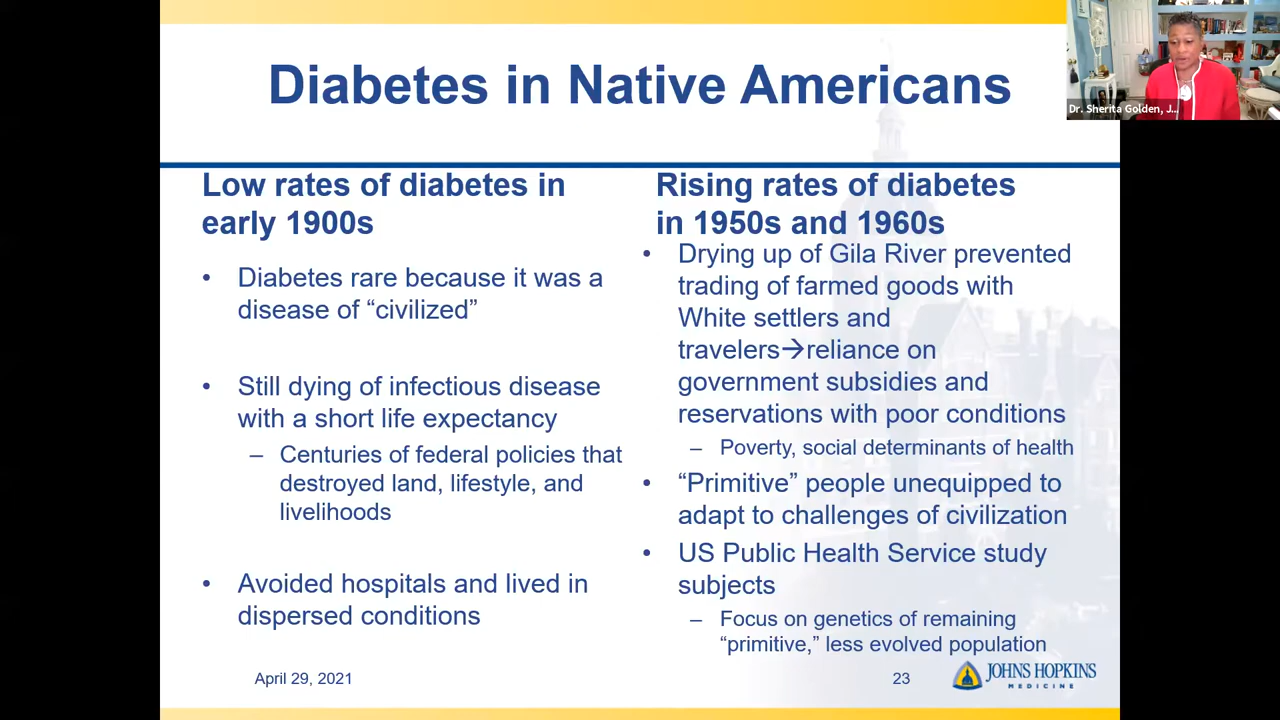 Diabetes in Native Americans
Dr. Sherita Golden, J...
Low rates of diabetes in
early 1900s
• Diabetes rare because it was a
disease of “civilized”
• Still dying of infectious disease
with a short life expectancy
– Centuries of federal policies that
destroyed land, lifestyle, and
livelihoods
• Avoided hospitals and lived in
dispersed conditions
Rising rates of diabetes
in 1950s and 1960s
• Drying up of Gila River prevented
trading of farmed goods with
White settlers and
travelers→reliance on
government subsidies and
reservations with poor conditions
– Poverty, social determinants of health
• “Primitive” people unequipped to
adapt to challenges of civilization
• US Public Health Service study
subjects
– Focus on genetics of remaining
“primitive,” less evolved population
April 29, 2021
23
JOHNS HOPKINS
MEDICINE